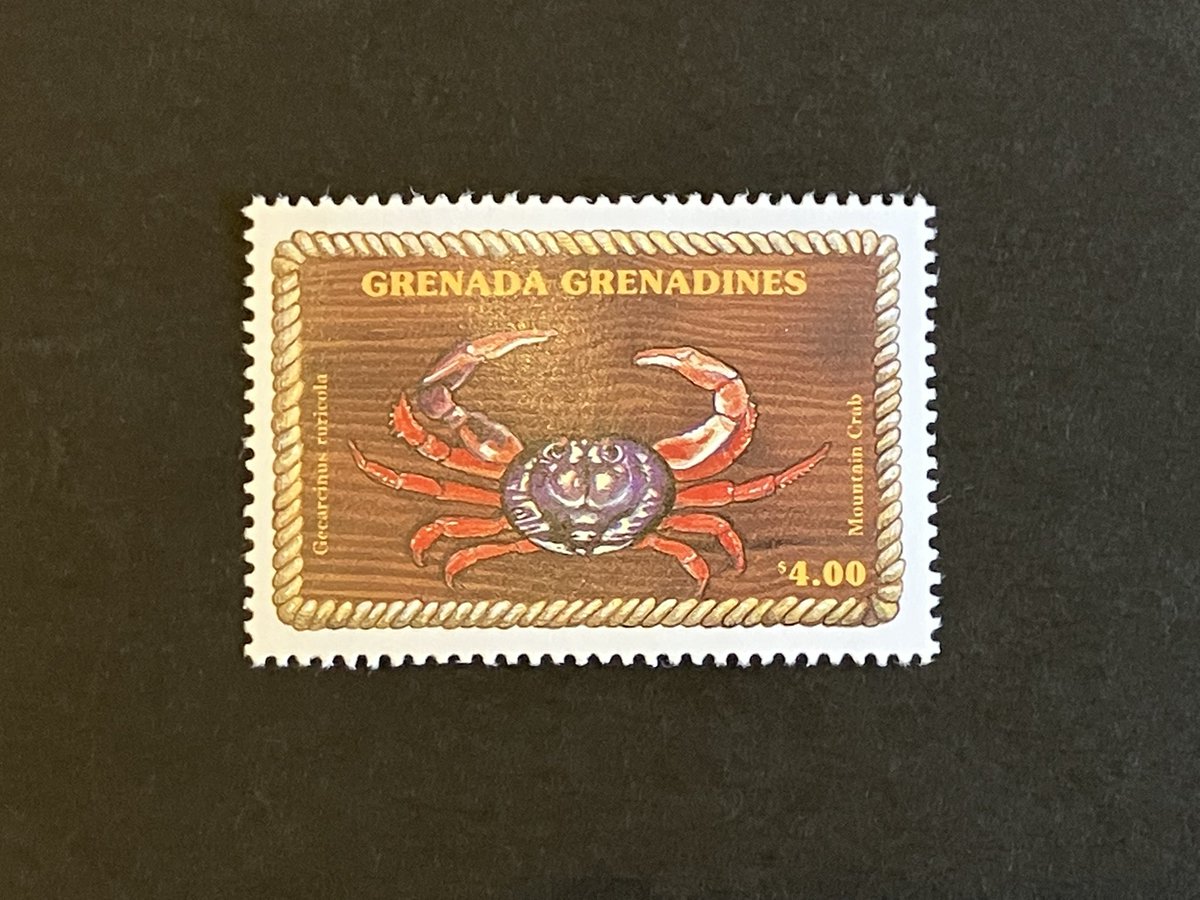 GRENADA GRENADINES
Gecarcinus ruricola
Mountain Crab
$4.00